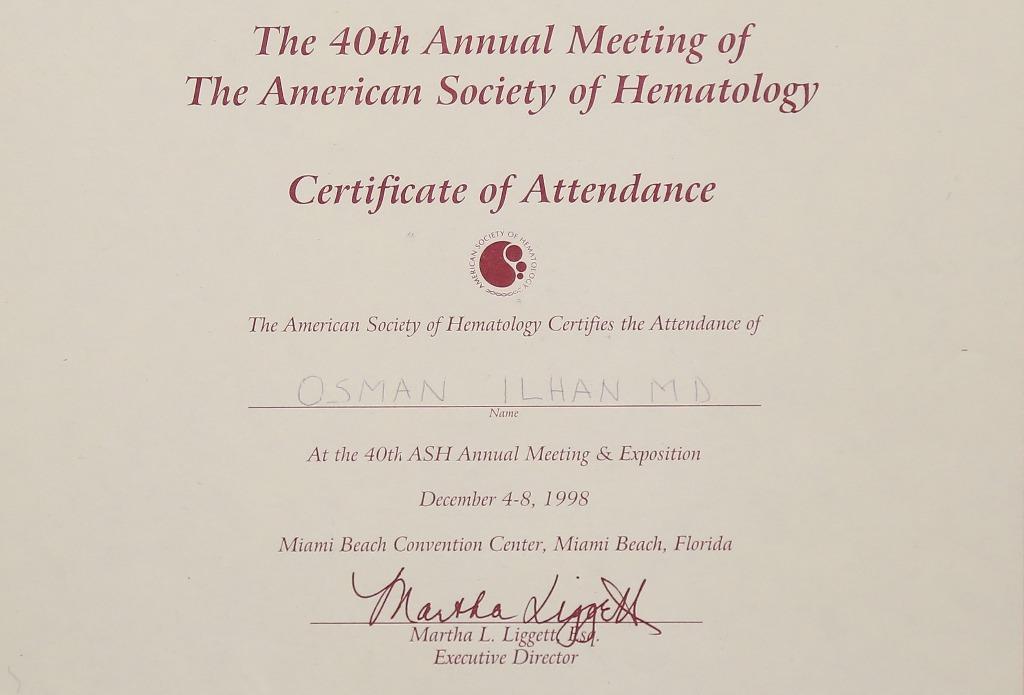 The 40th Annual Meeting of
The American Society of Hematology
Certificate of Attendance
AMERICAN SOCIETY OF HEMATOLOGY
The American Society of Hematology Certifies the Attendance of
OSMAN ILHAN MD
Name
At the 40th ASH Annual Meeting & Exposition
December 4-8, 1998
Miami Beach Convention Center, Miami Beach, Florida
Martha Liggett
Martha L. Liggett, Esq.
Executive Director